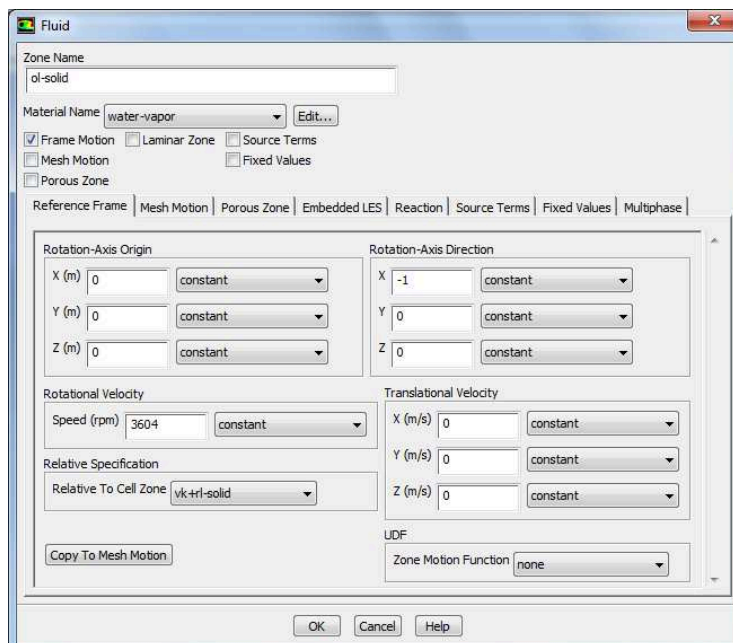 Fluid
Zone Name
ol-solid
Material Name water-vapor Edit...
Frame Motion Laminar Zone Source Terms
Mesh Motion Fixed Values
Porous Zone
Reference Frame Mesh Motion Porous Zone Embedded LES Reaction Source Terms Fixed Values Multiphase
Rotation-Axis Origin Rotation-Axis Direction
X (m) 0 constant X -1 constant
Y (m) 0 constant Y 0 constant
Z (m) 0 constant Z 0 constant
Rotational Velocity Translational Velocity
Speed (rpm) 3604 constant X (m/s) 0 constant
Y (m/s) 0 constant
Relative Specification
Relative To Cell Zone vk+rl-solid Z (m/s) 0 constant
UDF
Copy To Mesh Motion Zone Motion Function none
OK Cancel Help